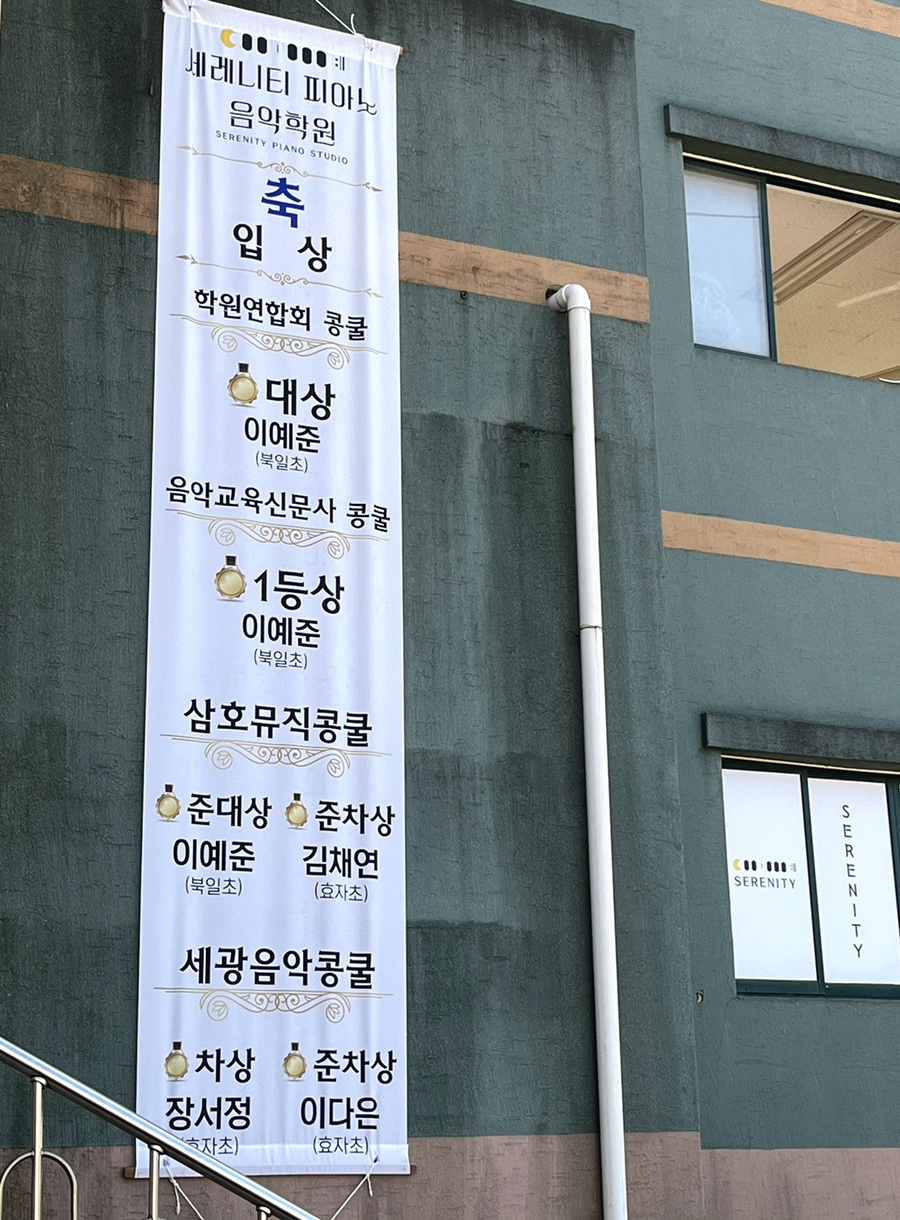 세레니티 피아노
음악학원
SERENITY PIANO STUDIO
축
입 상
학원연합회 콩쿨
대상
이예준
(북일초)
음악교육신문사 콩쿨
1등상
이예준
(북일초)
삼호뮤직콩쿨
준대상 준차상
이예준 김채연
(북일초) (효자초)
세광음악콩쿨
차상 준차상
장서정 이다은
(효자초) (효자초)
SERENITY
SERENITY